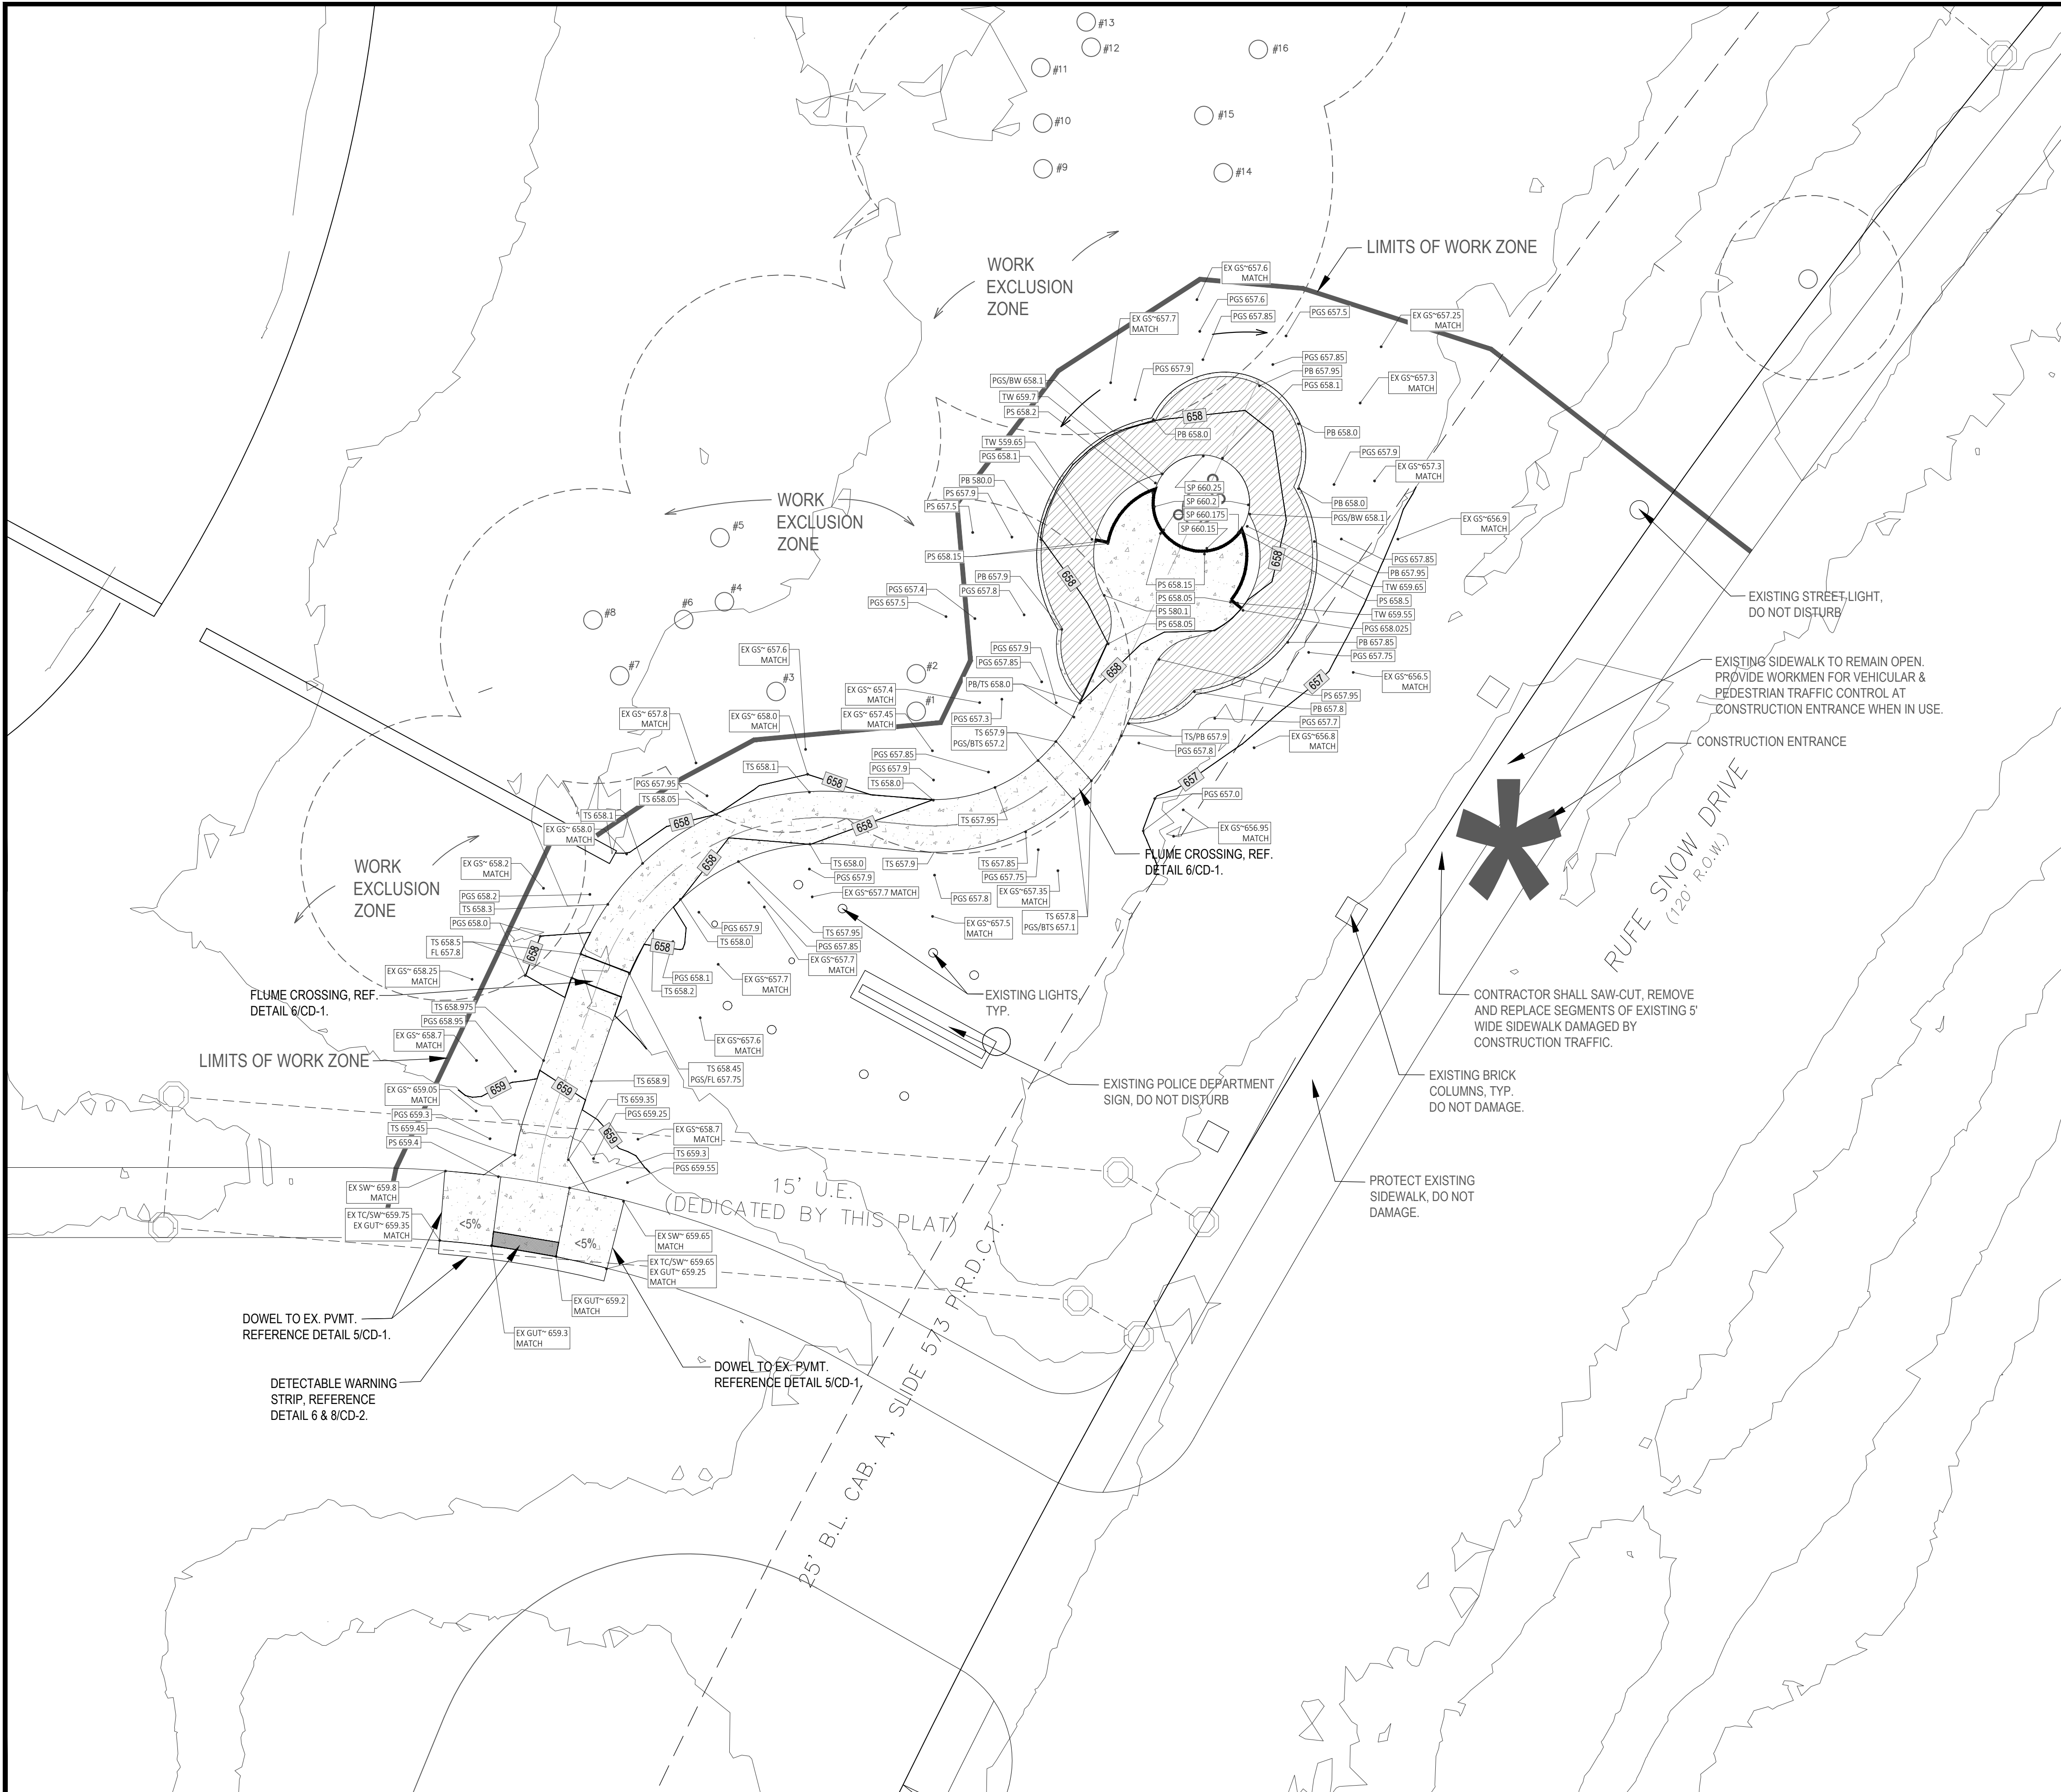 #13
#12
#16
#11
#10
#15
#9
#14
WORK
EXCLUSION
ZONE
LIMITS OF WORK ZONE
EX GS~657.6
MATCH
PGS 657.6
PGS 657.85
PGS 657.5
EX GS~657.7
MATCH
EX GS~657.25
MATCH
PGS 657.85
PB 657.95
PGS 658.1
PGS 657.9
EX GS~657.3
MATCH
PGS/BW 658.1
TW 659.7
PS 658.2
658
PB 658.0
PB 658.0
TW 559.65
PGS 658.1
PGS 657.9
EX GS~657.3
MATCH
PB 580.0
PS 657.9
PS 657.5
SP 660.25
SP 660.2
SP 660.175
SP 660.15
PB 658.0
PGS/BW 658.1
EX GS~656.9
MATCH
WORK
EXCLUSION
ZONE
#5
PS 658.15
658
658
PGS 657.85
PB 657.95
TW 659.65
PS 658.5
TW 659.55
PGS 658.025
PB 657.85
PGS 657.75
PB 657.9
PGS 657.8
PGS 657.4
PGS 657.5
PS 658.15
PS 658.05
PS 580.1
PS 658.05
EXISTING STREET LIGHT,
DO NOT DISTURB
#4
#6
#8
#7
#2
#3
#1
EX GS~ 657.6
MATCH
PGS 657.9
PGS 657.85
PB/TS 658.0
658
657
EX GS~656.5
MATCH
EXISTING SIDEWALK TO REMAIN OPEN.
PROVIDE WORKMEN FOR VEHICULAR &
PEDESTRIAN TRAFFIC CONTROL AT
CONSTRUCTION ENTRANCE WHEN IN USE.
EX GS~ 657.4
MATCH
EX GS~ 657.45
MATCH
EX GS~ 657.8
MATCH
EX GS~ 658.0
MATCH
PGS 657.3
TS 657.9
PGS/BTS 657.2
PS 657.95
PB 657.8
PGS 657.7
EX GS~656.8
MATCH
TS/PB 657.9
PGS 657.8
CONSTRUCTION ENTRANCE
PGS 657.85
PGS 657.9
TS 658.0
TS 658.1
658
PGS 657.95
TS 658.05
TS 658.1
EX GS~ 658.0
MATCH
658
658
TS 657.95
657
PGS 657.0
EX GS~656.95
MATCH
RUFE SNOW DRIVE
(120' R.O.W.)
FLUME CROSSING, REF.
DETAIL 6/CD-1.
WORK
EXCLUSION
ZONE
EX GS~ 658.2
MATCH
658
TS 658.0
PGS 657.9
EX GS~657.7 MATCH
TS 657.9
TS 657.85
PGS 657.75
PGS 657.8
EX GS~657.35
MATCH
TS 657.8
PGS/BTS 657.1
EX GS~657.5
MATCH
PGS 658.2
TS 658.3
PGS 658.0
TS 658.5
FL 657.8
658
658
PGS 657.9
TS 658.0
TS 657.95
PGS 657.85
EX GS~657.7
MATCH
EX GS~ 658.25
MATCH
FLUME CROSSING, REF.
DETAIL 6/CD-1.
PGS 658.1
TS 658.2
EX GS~657.7
MATCH
EXISTING LIGHTS,
TYP.
CONTRACTOR SHALL SAW-CUT, REMOVE
AND REPLACE SEGMENTS OF EXISTING 5'
WIDE SIDEWALK DAMAGED BY
CONSTRUCTION TRAFFIC.
TS 658.975
PGS 658.95
EX GS~ 658.7
MATCH
LIMITS OF WORK ZONE
EX GS~657.6
MATCH
TS 658.45
PGS/FL 657.75
EXISTING BRICK
COLUMNS, TYP.
DO NOT DAMAGE.
EXISTING POLICE DEPARTMENT
SIGN, DO NOT DISTURB
EX GS~ 659.05
MATCH
659
659
TS 658.9
PGS 659.3
TS 659.45
PS 659.4
TS 659.35
PGS 659.25
659
EX GS~658.7
MATCH
TS 659.3
PGS 659.55
PROTECT EXISTING
SIDEWALK, DO NOT
DAMAGE.
15' U.E.
(DEDICATED BY THIS PLAT)
EX SW~ 659.8
MATCH
EX TC/SW~659.75
EX GUT~ 659.35
MATCH
<5%
<5%
EX SW~ 659.65
MATCH
EX TC/SW~ 659.65
EX GUT~ 659.25
MATCH
EX GUT~ 659.2
MATCH
EX GUT~ 659.3
MATCH
DOWEL TO EX. PVMT.
REFERENCE DETAIL 5/CD-1.
DOWEL TO EX. PVMT.
REFERENCE DETAIL 5/CD-1.
DETECTABLE WARNING
STRIP, REFERENCE
DETAIL 6 & 8/CD-2.
25' B.L. CAB. A, SLIDE 573 P.R.D.C.T.